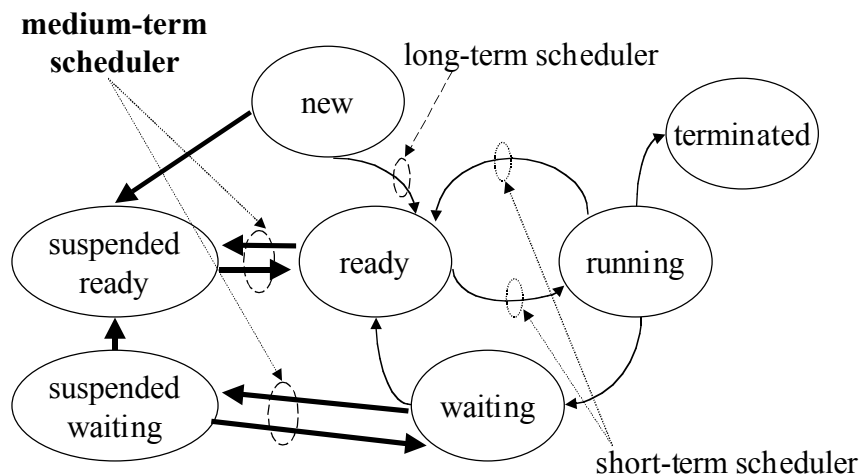 medium-term
scheduler
long-term scheduler
new
terminated
suspended
ready
ready
running
suspended
waiting
waiting
short-term scheduler